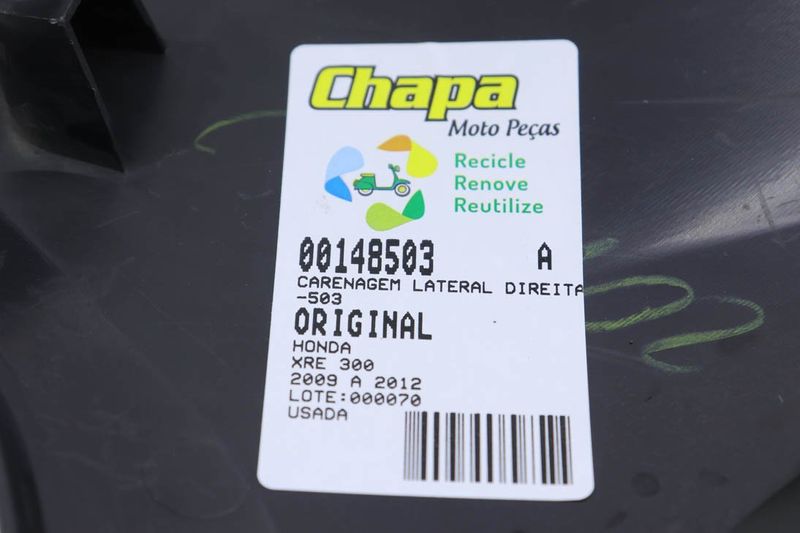 Chapa
Moto Peças
Recicle
Renove
Reutilize
00148503 A
CARENAGEM LATERAL DIREITA
-503
ORIGINAL
HONDA
XRE 300
2009 A 2012
LOTE:000070
USADA